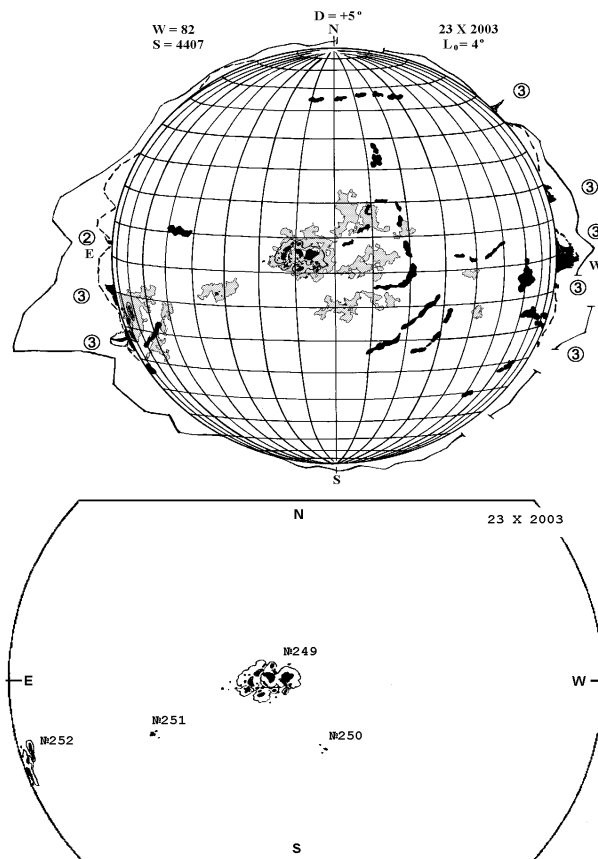 D = +5°
W = 82
N
23 X 2003
S = 4407
L₀ = 4°
③
③
③
②
E
W
③
③
③
③
S
N
23 X 2003
№249
E
W
№251
№252
№250
S